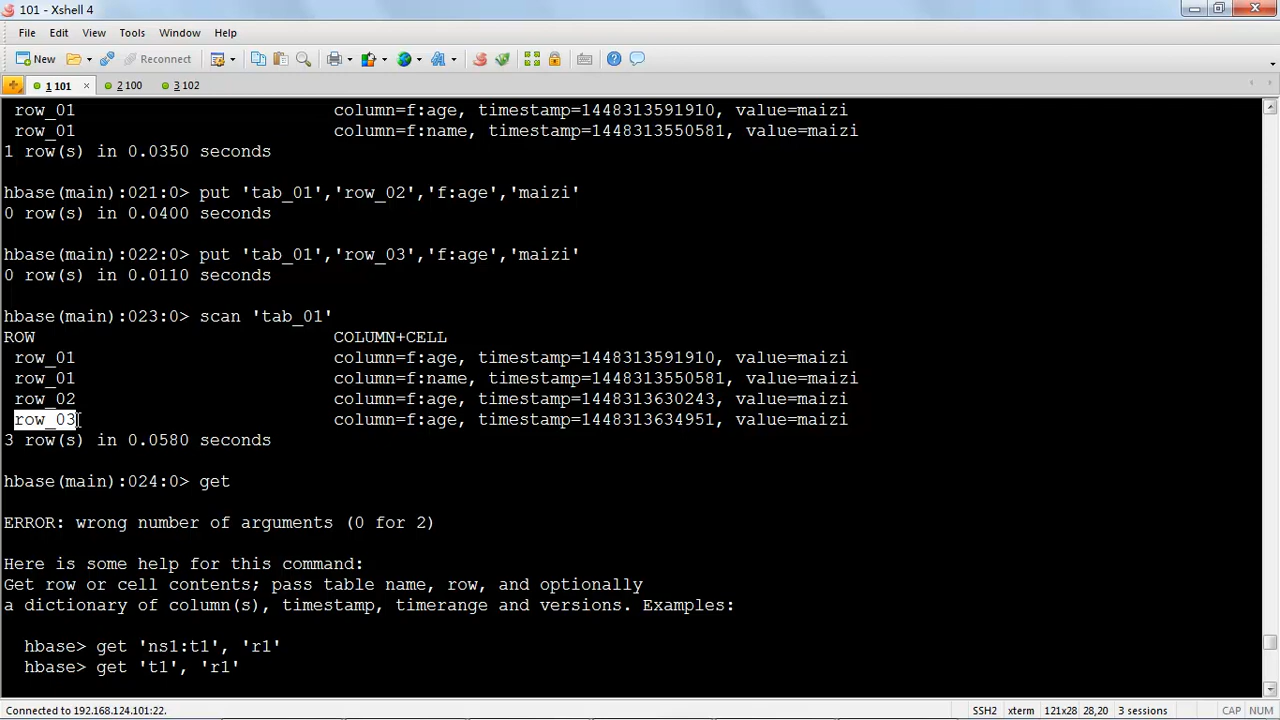 101 - Xshell 4
File Edit View Tools Window Help
New Reconnect
1 101 2 100 3 102
row_01 column=f:age, timestamp=1448313591910, value=maizi
row_01 column=f:name, timestamp=1448313550581, value=maizi
1 row(s) in 0.0350 seconds
hbase(main):021:0> put 'tab_01','row_02','f:age','maizi'
0 row(s) in 0.0400 seconds
hbase(main):022:0> put 'tab_01','row_03','f:age','maizi'
0 row(s) in 0.0110 seconds
hbase(main):023:0> scan 'tab_01'
ROW COLUMN+CELL
row_01 column=f:age, timestamp=1448313591910, value=maizi
row_01 column=f:name, timestamp=1448313550581, value=maizi
row_02 column=f:age, timestamp=1448313630243, value=maizi
row_03 column=f:age, timestamp=1448313634951, value=maizi
3 row(s) in 0.0580 seconds
hbase(main):024:0> get
ERROR: wrong number of arguments (0 for 2)
Here is some help for this command:
Get row or cell contents; pass table name, row, and optionally
a dictionary of column(s), timestamp, timerange and versions. Examples:
hbase> get 'ns1:t1', 'r1'
hbase> get 't1', 'r1'
Connected to 192.168.124.101:22. SSH2 xterm 121x28 28,20 3 sessions CAP NUM